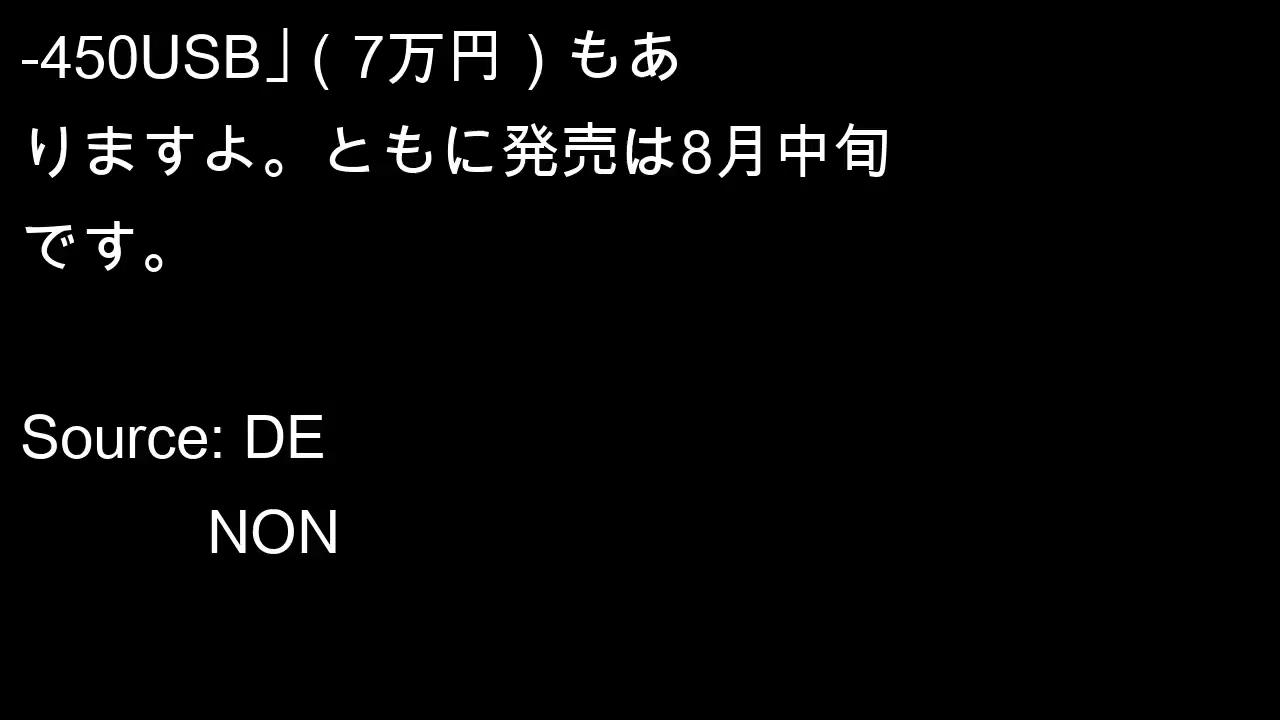 -450USB」( 7万円 ) もあ
りますよ。ともに発売は8月中旬
です。
Source: DE
NON